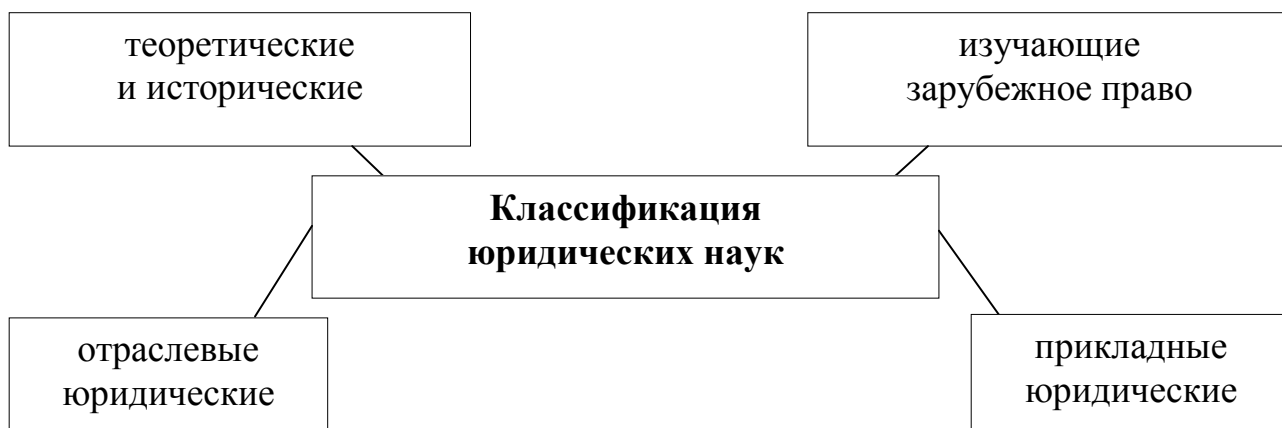 теоретические
и исторические
изучающие
зарубежное право
Классификация
юридических наук
отраслевые
юридические
прикладные
юридические